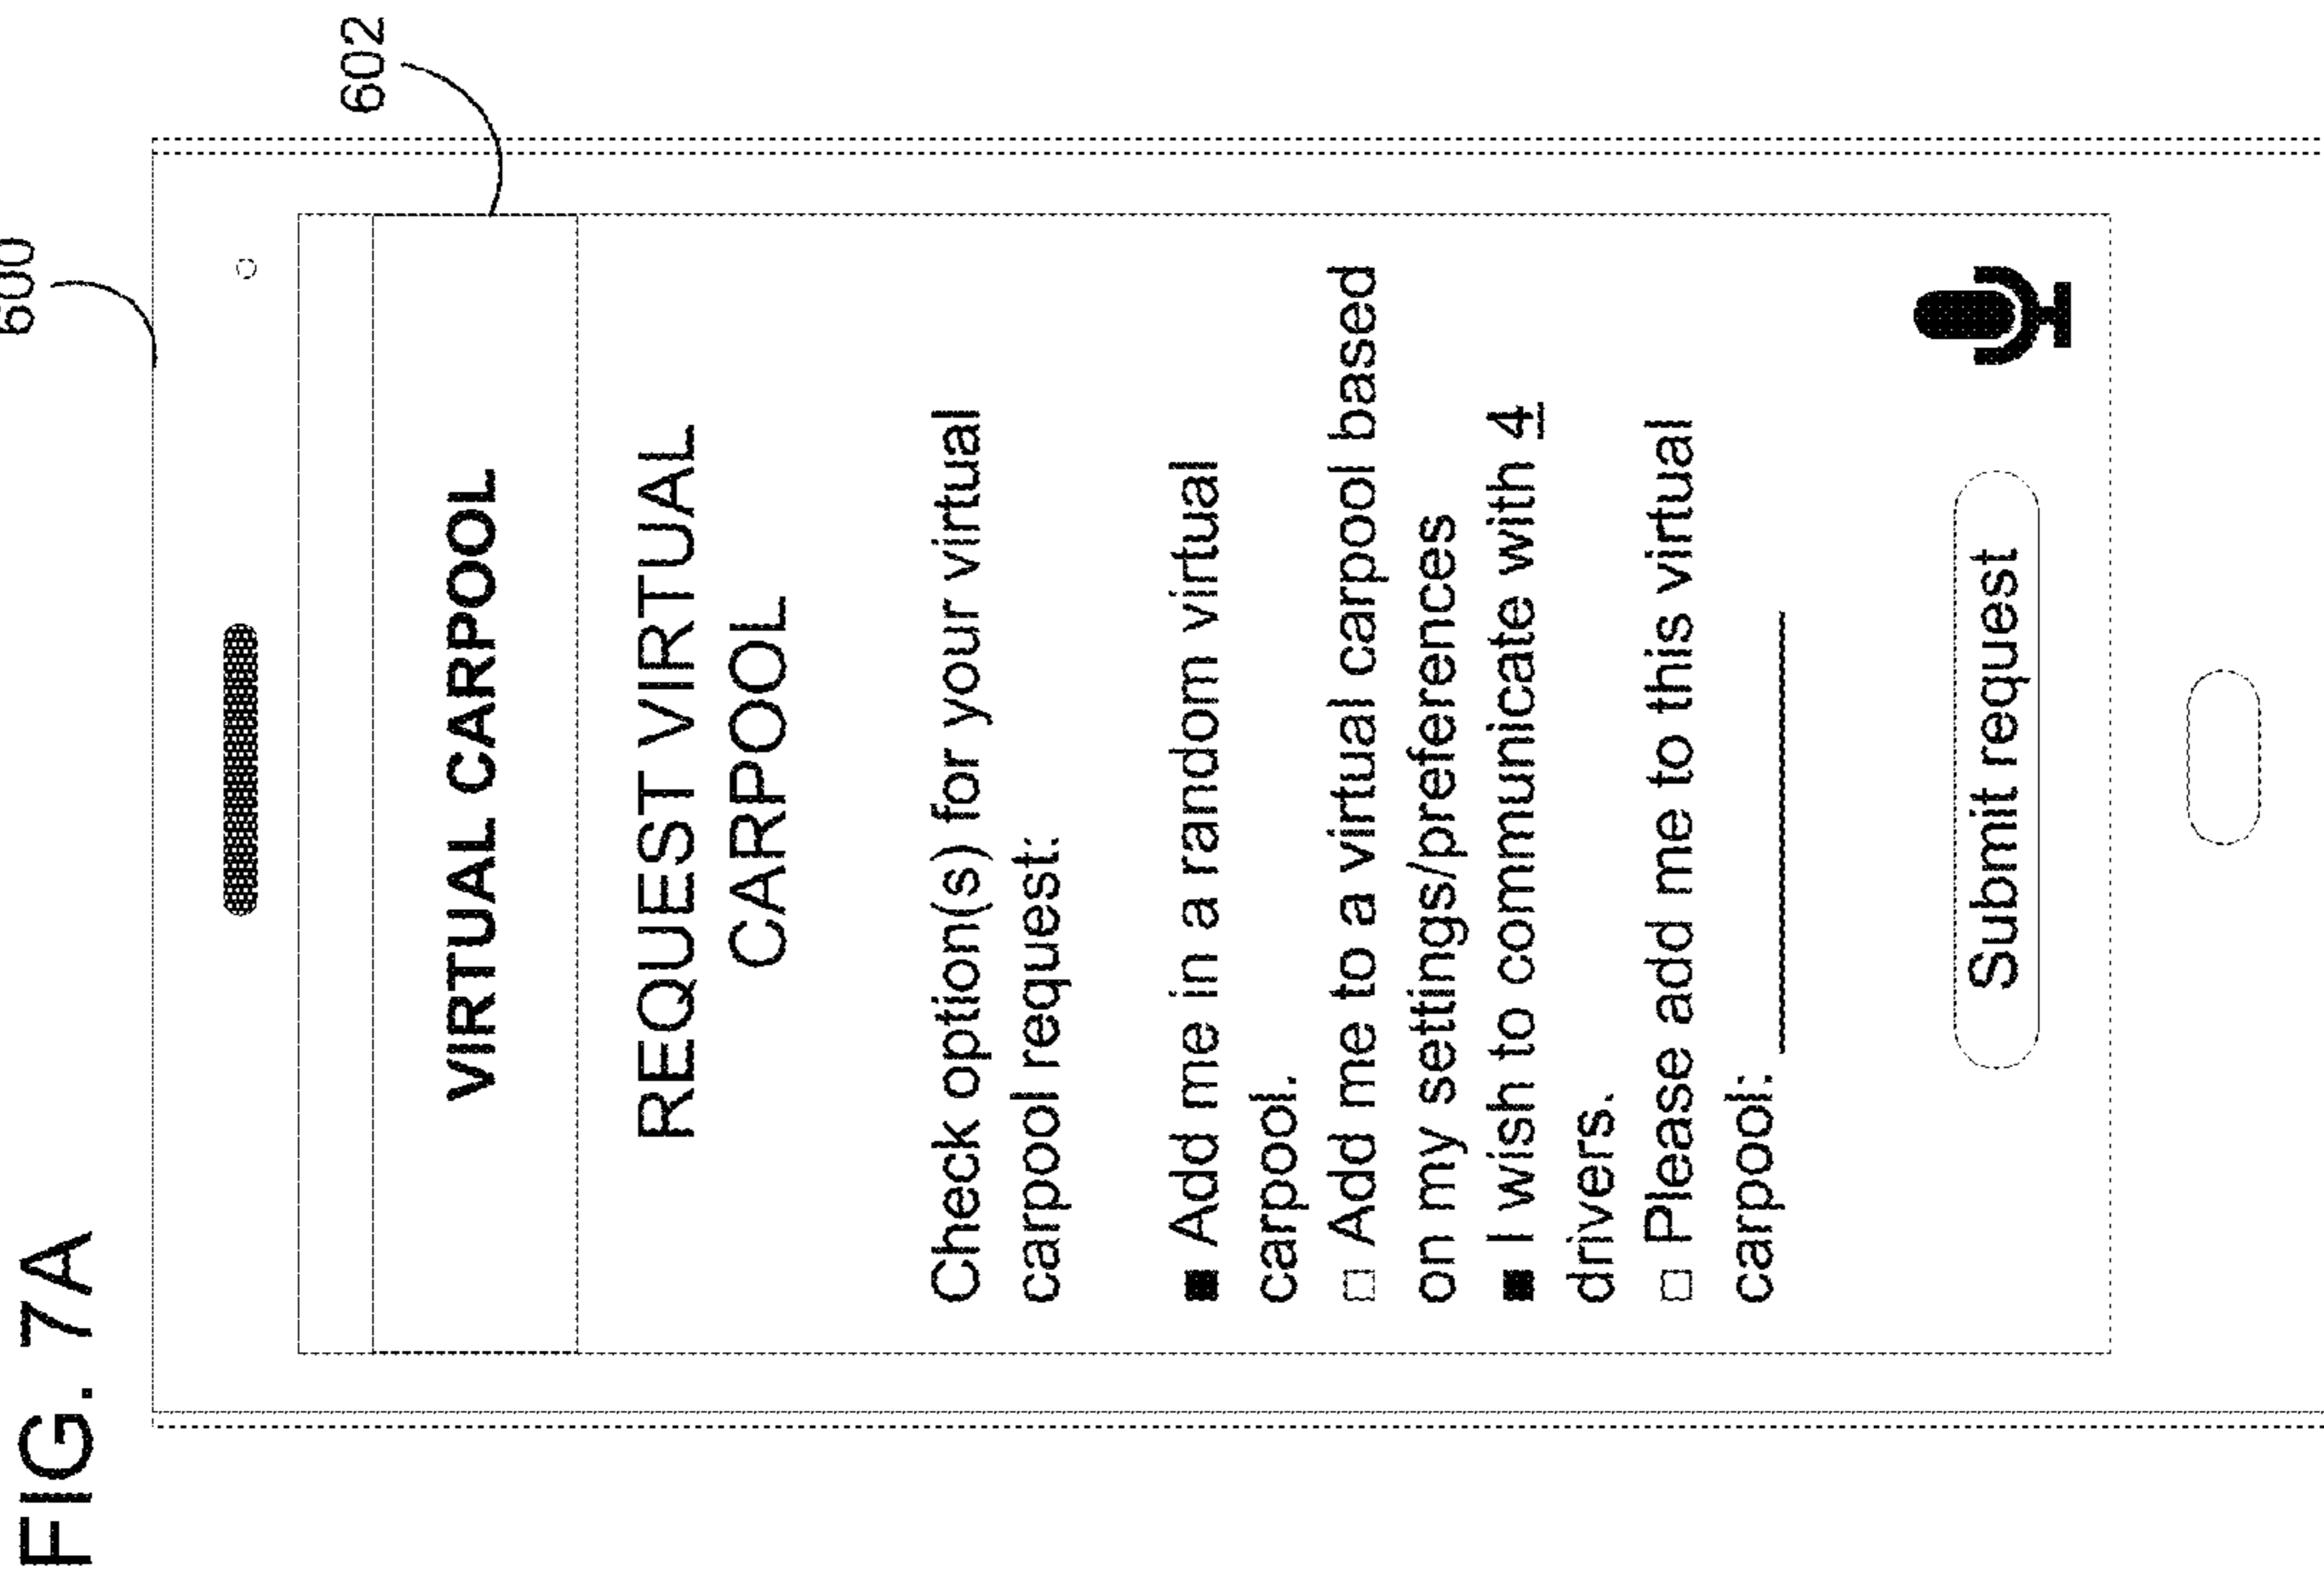 FIG. 7A
600
602
VIRTUAL CARPOOL
REQUEST VIRTUAL
CARPOOL
Check option(s) for your virtual
carpool request:
■ Add me in a random virtual
carpool.
□ Add me to a virtual carpool based
on my settings/preferences
■ I wish to communicate with 4
drivers.
□ Please add me to this virtual
carpool: ____________
Submit request